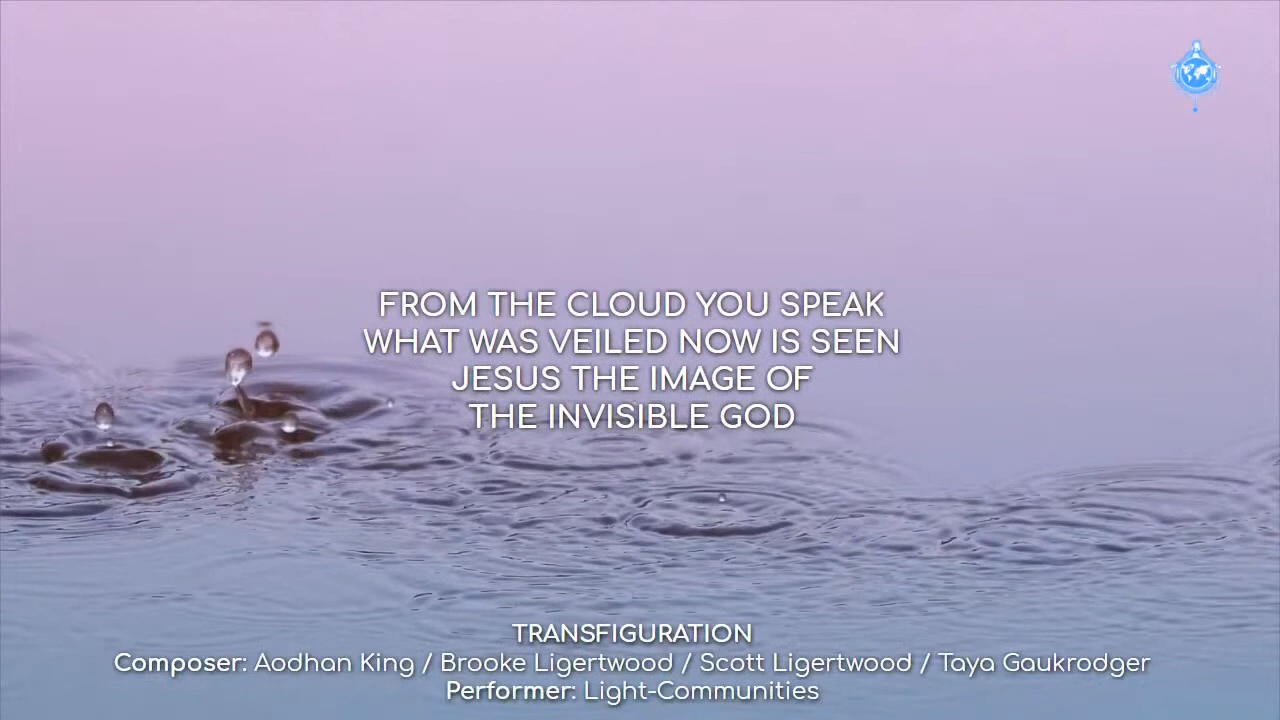 FROM THE CLOUD YOU SPEAK
WHAT WAS VEILED NOW IS SEEN
JESUS THE IMAGE OF
THE INVISIBLE GOD
TRANSFIGURATION
Composer: Aodhan King / Brooke Ligertwood / Scott Ligertwood / Taya Gaukrodger
Performer: Light-Communities